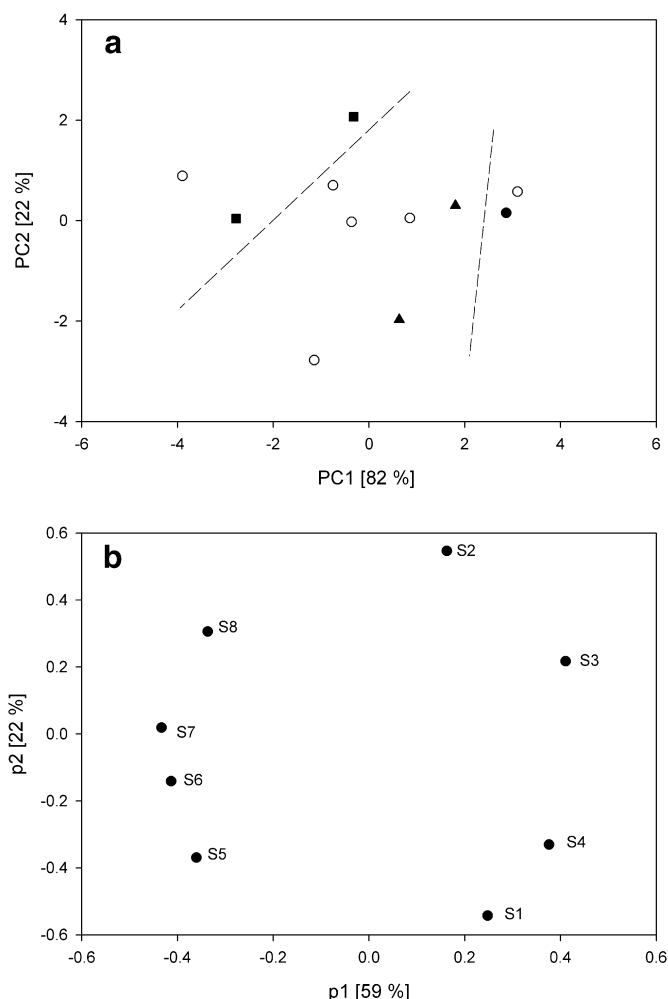 a
4
2
0
-2
-4
PC2 [22 %]
-6 -4 -2 0 2 4 6
PC1 [82 %]
b
0.6
0.4
0.2
0.0
-0.2
-0.4
-0.6
p2 [22 %]
S2
S8
S3
S7
S6
S4
S5
S1
-0.6 -0.4 -0.2 0.0 0.2 0.4 0.6
p1 [59 %]